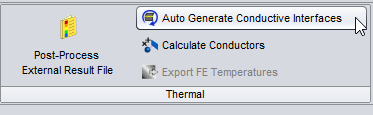 Auto Generate Conductive Interfaces
Post-Process
External Result File
Calculate Conductors
Export FE Temperatures
Thermal